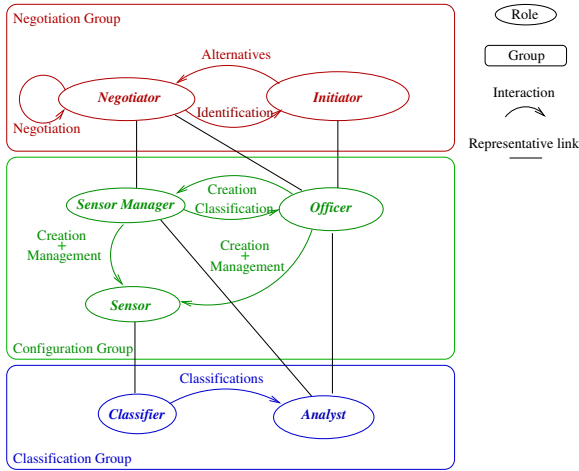 Negotiation Group
Alternatives
Negotiator
Initiator
Identification
Negotiation
Creation
Sensor Manager
Classification
Officer
Creation
+
Management
Creation
+
Management
Sensor
Configuration Group
Classifications
Classifier
Analyst
Classification Group
Role
Group
Interaction
Representative link